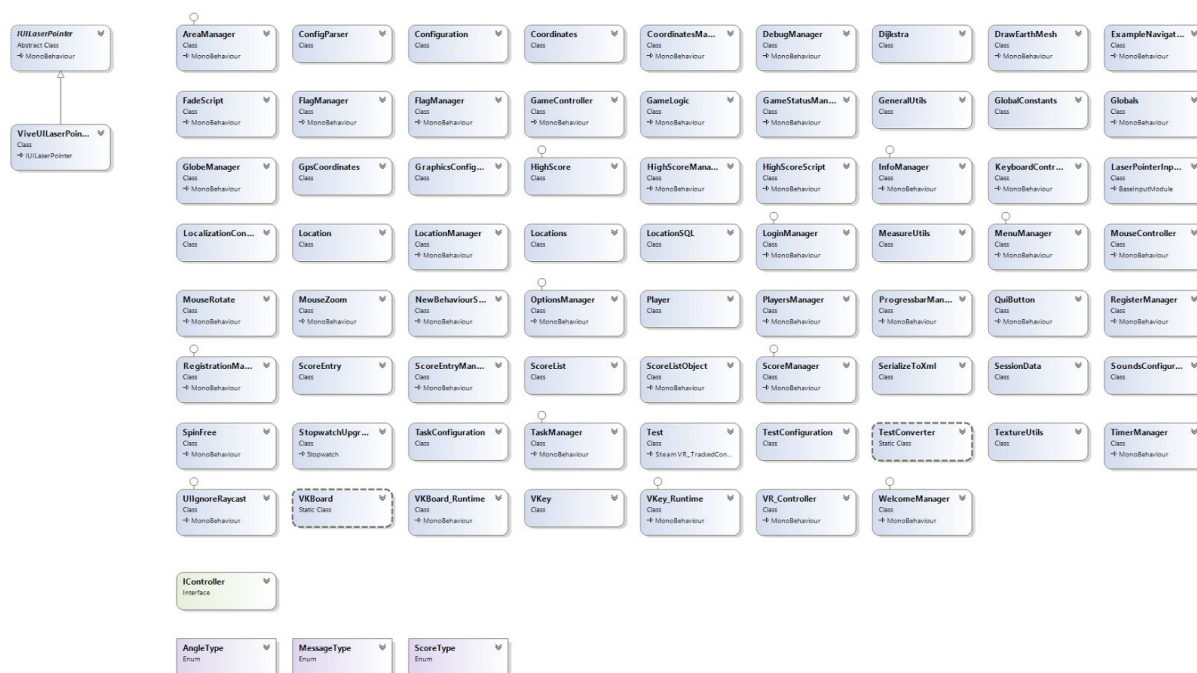 IUILaserPointer
Abstract Class
MonoBehaviour
ViveUILaserPoin...
Class
IUILaserPointer
AreaManager
Class
MonoBehaviour
ConfigParser
Class
Configuration
Class
Coordinates
Class
CoordinatesMa...
Class
MonoBehaviour
DebugManager
Class
MonoBehaviour
Dijkstra
Class
DrawEarthMesh
Class
MonoBehaviour
ExampleNavigat...
Class
MonoBehaviour
FadeScript
Class
MonoBehaviour
FlagManager
Class
MonoBehaviour
FlagManager
Class
MonoBehaviour
GameController
Class
MonoBehaviour
GameLogic
Class
MonoBehaviour
GameStatusMan...
Class
MonoBehaviour
GeneralUtils
Class
GlobalConstants
Class
Globals
Class
MonoBehaviour
GlobeManager
Class
MonoBehaviour
GpsCoordinates
Class
GraphicsConfig...
Class
HighScore
Class
HighScoreMana...
Class
MonoBehaviour
HighScoreScript
Class
MonoBehaviour
InfoManager
Class
MonoBehaviour
KeyboardContr...
Class
MonoBehaviour
LaserPointerInp...
Class
BaseInputModule
LocalizationCon...
Class
Location
Class
LocationManager
Class
MonoBehaviour
Locations
Class
LocationSQL
Class
LoginManager
Class
MonoBehaviour
MeasureUtils
Class
MenuManager
Class
MonoBehaviour
MouseController
Class
MonoBehaviour
MouseRotate
Class
MonoBehaviour
MouseZoom
Class
MonoBehaviour
NewBehaviourS...
Class
MonoBehaviour
OptionsManager
Class
MonoBehaviour
Player
Class
PlayersManager
Class
MonoBehaviour
ProgressbarMan...
Class
MonoBehaviour
QuiButton
Class
MonoBehaviour
RegisterManager
Class
MonoBehaviour
RegistrationMa...
Class
MonoBehaviour
ScoreEntry
Class
ScoreEntryMan...
Class
MonoBehaviour
ScoreList
Class
ScoreListObject
Class
MonoBehaviour
ScoreManager
Class
MonoBehaviour
SerializeToXml
Class
SessionData
Class
SoundsConfigur...
Class
SpinFree
Class
MonoBehaviour
StopwatchUpgr...
Class
Stopwatch
TaskConfiguration
Class
TaskManager
Class
MonoBehaviour
Test
Class
SteamVR_TrackedCon...
TestConfiguration
Class
TestConverter
Static Class
TextureUtils
Class
TimerManager
Class
MonoBehaviour
UIIgnoreRaycast
Class
MonoBehaviour
VKBoard
Static Class
VKBoard_Runtime
Class
MonoBehaviour
VKey
Class
VKey_Runtime
Class
MonoBehaviour
VR_Controller
Class
MonoBehaviour
WelcomeManager
Class
MonoBehaviour
IController
Interface
AngleType
Enum
MessageType
Enum
ScoreType
Enum